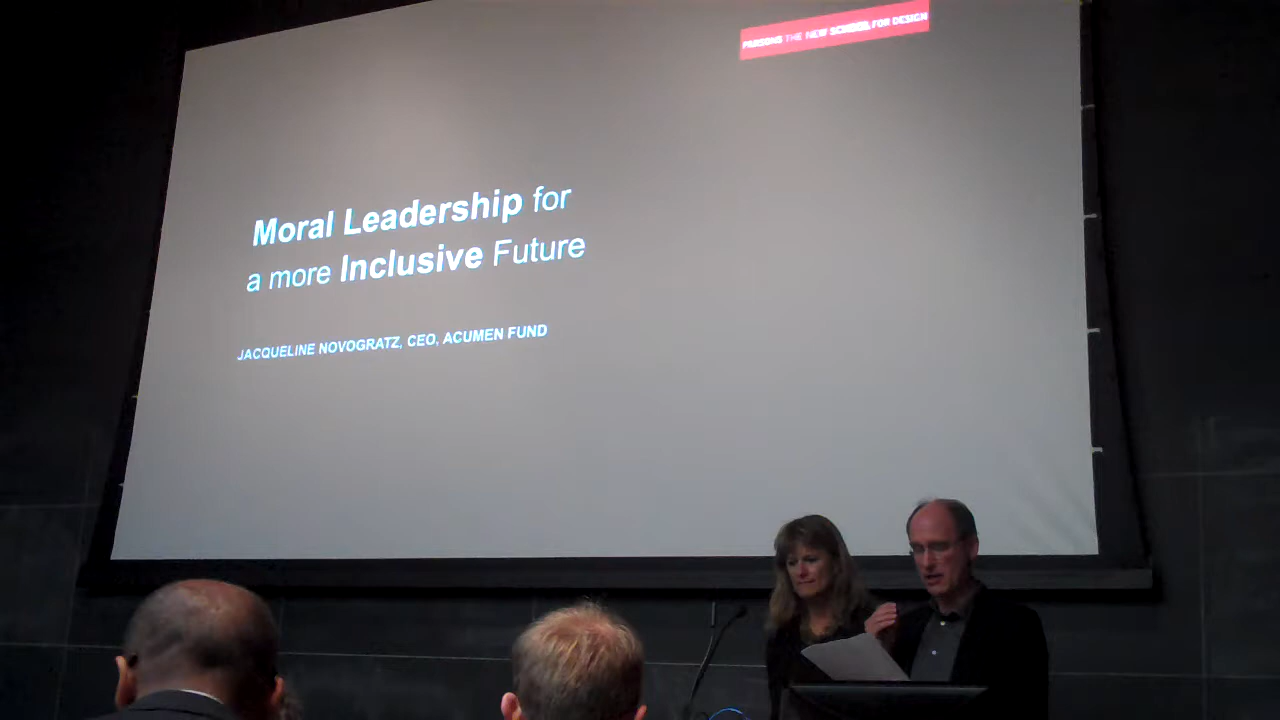 PARSONS THE NEW SCHOOL FOR DESIGN
Moral Leadership for
a more Inclusive Future
JACQUELINE NOVOGRATZ, CEO, ACUMEN FUND